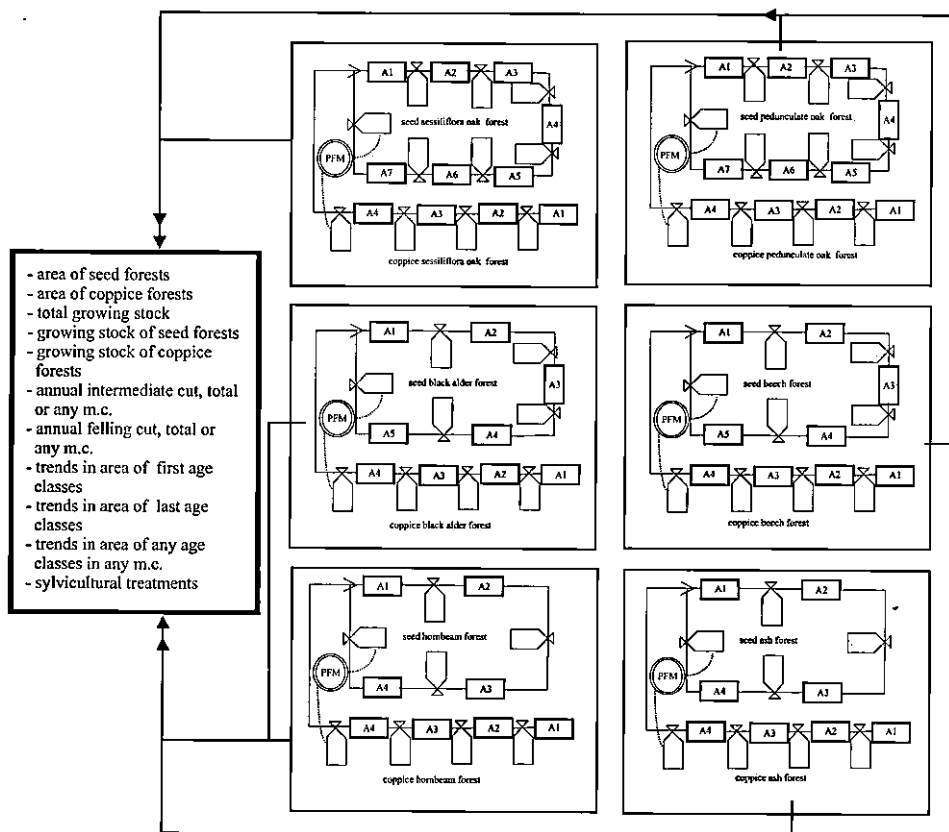 - area of seed forests
- area of coppice forests
- total growing stock
- growing stock of seed forests
- growing stock of coppice
forests
- annual intermediate cut, total
or any m.c.
- annual felling cut, total or
any m.c.
- trends in area of first age
classes
- trends in area of last age
classes
- trends in area of any age
classes in any m.c.
- sylvicultural treatments
A1 A2 A3
seed sessiliflora oak forest
A4
PFM
A7 A6 A5
A4 A3 A2 A1
coppice sessiliflora oak forest
A1 A2 A3
seed pedunculate oak forest
A4
PFM
A7 A6 A5
A4 A3 A2 A1
coppice pedunculate oak forest
A1 A2
seed black alder forest
A3
PFM
A5 A4
A4 A3 A2 A1
coppice black alder forest
A1 A2
seed beech forest
A3
PFM
A5 A4
A4 A3 A2 A1
coppice beech forest
A1 A2
seed hornbeam forest
PFM
A4 A3
A4 A3 A2 A1
coppice hornbeam forest
A1 A2
seed ash forest
PFM
A4 A3
A4 A3 A2 A1
coppice ash forest